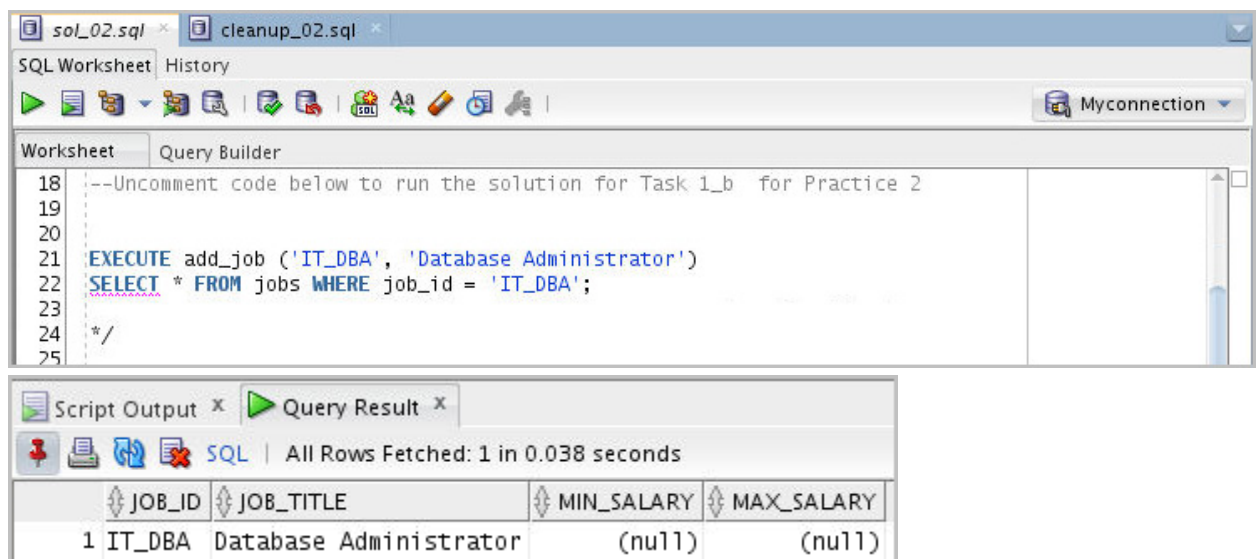 sol_02.sql × cleanup_02.sql ×
SQL Worksheet History
SQL Aa Myconnection
Worksheet Query Builder
18 --Uncomment code below to run the solution for Task 1_b  for Practice 2
19
20
21 EXECUTE add_job ('IT_DBA', 'Database Administrator')
22 SELECT * FROM jobs WHERE job_id = 'IT_DBA';
23
24 */
25
Script Output × Query Result ×
SQL | All Rows Fetched: 1 in 0.038 seconds
JOB_ID JOB_TITLE MIN_SALARY MAX_SALARY
1 IT_DBA Database Administrator (null) (null)